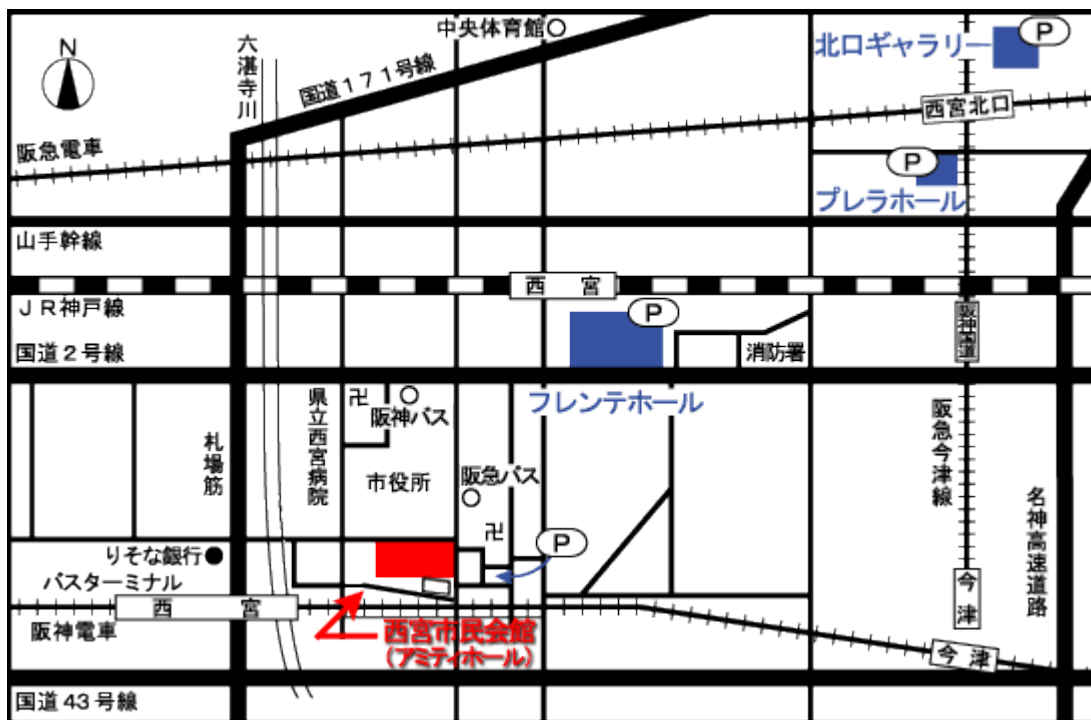 中央体育館
P
北口ギャラリー
N
六湛寺川
国道171号線
西宮北口
阪急電車
P
プレラホール
山手幹線
西宮
JR神戸線
P
阪神国道
国道2号線
消防署
フレンテホール
県立西宮病院
卍
阪神バス
阪急今津線
札場筋
市役所
阪急バス
名神高速道路
卍
P
りそな銀行
バスターミナル
西宮
今津
阪神電車
西宮市民会館
(アミティホール)
今津
国道43号線